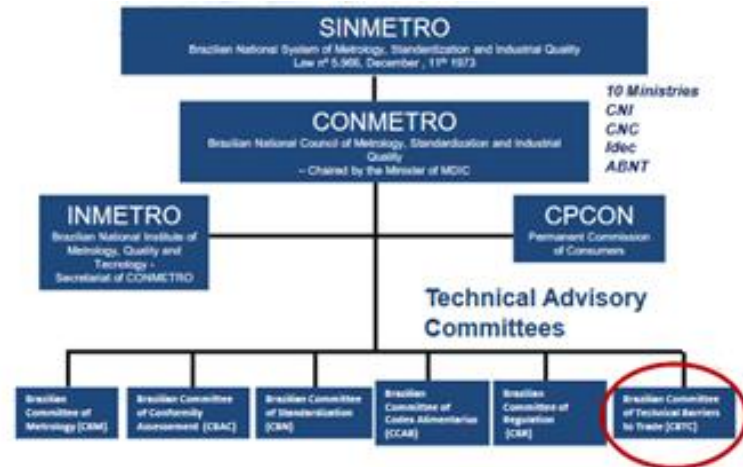 SINMETRO
Brazilian National System of Metrology, Standardization and Industrial Quality
Law nº 5.966, December , 11th 1973
10 Ministries
CNI
CNC
Idec
ABNT
CONMETRO
Brazilian National Council of Metrology, Standardization and Industrial
Quality
– Chaired by the Minister of MDIC
INMETRO
Brazilian National Institute of
Metrology, Quality and
Tecnology -
Secretariat of CONMETRO
CPCON
Permanent Commission
of Consumers
Technical Advisory
Committees
Brazilian
Committee of
Metrology (CBM)
Brazilian Committee
of Conformity
Assessment (CBAC)
Brazilian Committee
of Standardization
(CBN)
Brazilian
Committee of
Codex Alimentarius
(CCAB)
Brazilian
Committee of
Regulation
(CBR)
Brazilian Committee
of Technical Barriers
to Trade (CBTC)